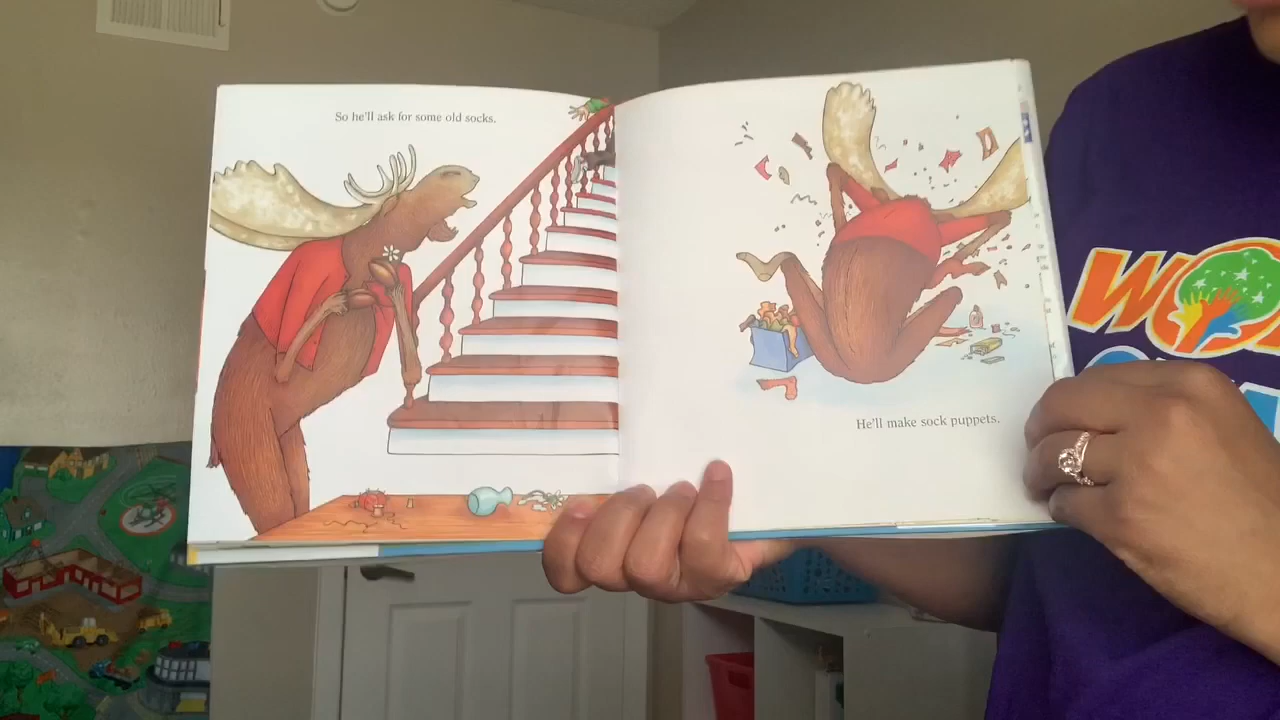 So he'll ask for some old socks.
He'll make sock puppets.